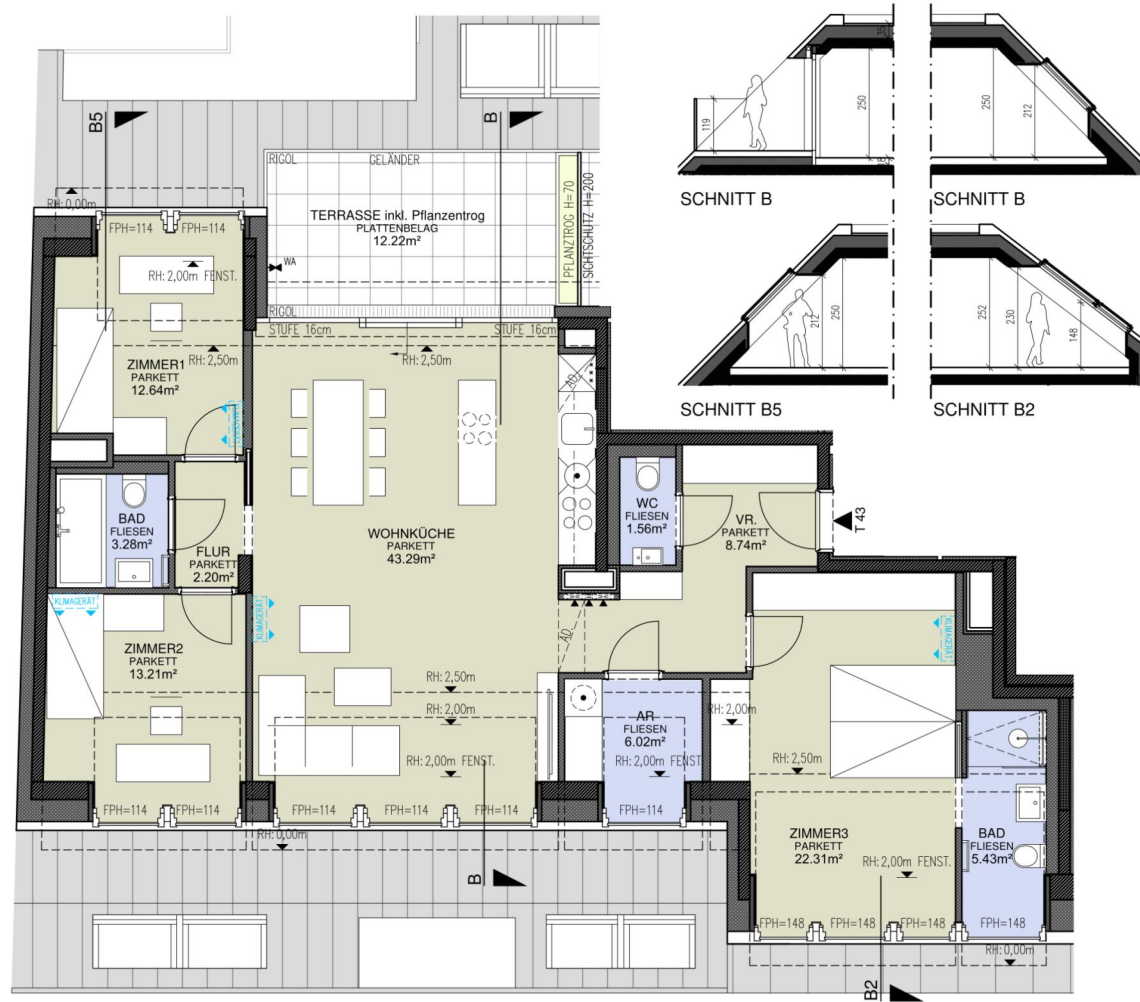 B5
B
35
250
250
212
119
18
SCHNITT B
SCHNITT B
RIGOL
GELÄNDER
TERRASSE inkl. Pflanzentrog
PLATTENBELAG
12.22m²
PFLANZTROG H=70
SICHTSCHUTZ H=200
WA
RIGOL
STUFE 16cm
STUFE 16cm
RH:0,00m
FPH=114
FPH=114
RH:2,00m FENST.
RH:2,50m
RH:2,50m
212
250
252
230
148
SCHNITT B5
SCHNITT B2
ZIMMER1
PARKETT
12.64m²
KLIMAGERÄT
AD
BAD
FLIESEN
3.28m²
FLUR
PARKETT
2.20m²
WOHNKÜCHE
PARKETT
43.29m²
WC
FLIESEN
1.56m²
VR.
PARKETT
8.74m²
T 43
KLIMAGERÄT
KLIMAGERÄT
KLIMAGERÄT
AD
ZIMMER2
PARKETT
13.21m²
RH:2,50m
RH:2,00m
RH:2,00m FENST.
AR
FLIESEN
6.02m²
RH:2,00m FENST.
RH:2,00m
RH:2,50m
ZIMMER3
PARKETT
22.31m²
RH:2,00m FENST.
BAD
FLIESEN
5.43m²
FPH=114
FPH=114
FPH=114
FPH=114
FPH=114
FPH=114
RH:0,00m
FPH=148
FPH=148
FPH=148
FPH=148
RH:0,00m
B
B2